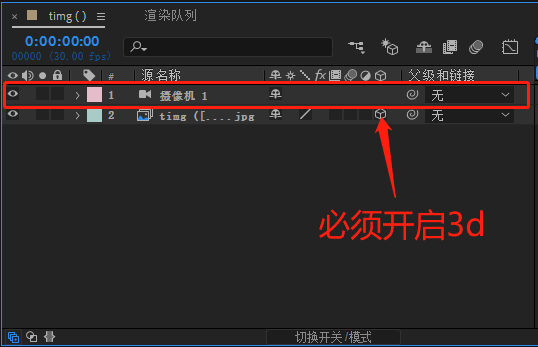 timg ()
渲染队列
0:00:00:00
00000 (30.00 fps)
# 源名称 fx 父级和链接
1 摄像机 1 无
2 timg ([....jpg 无
必须开启3d
切换开关/模式